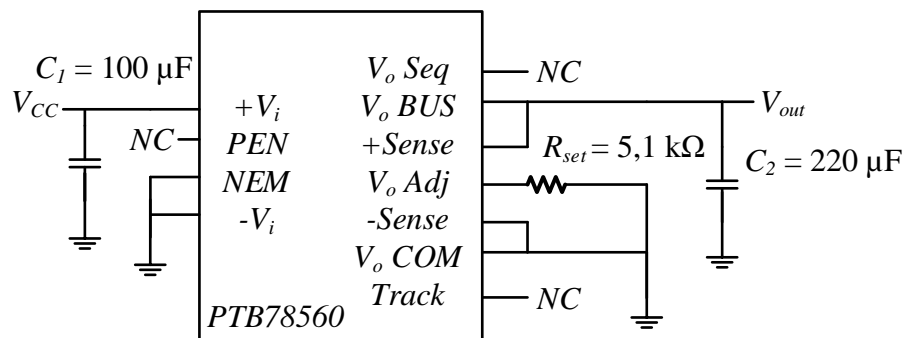 C1 = 100 µF
VCC
+Vi
NC
PEN
NEM
-Vi
PTB78560
Vo Seq
NC
Vo BUS
Vout
+Sense
Rset = 5,1 kΩ
C2 = 220 µF
Vo Adj
-Sense
Vo COM
Track
NC